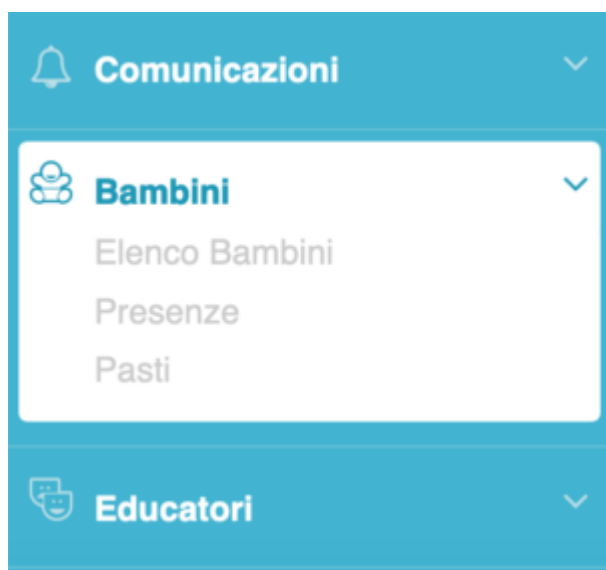 Comunicazioni
Bambini
Elenco Bambini
Presenze
Pasti
Educatori